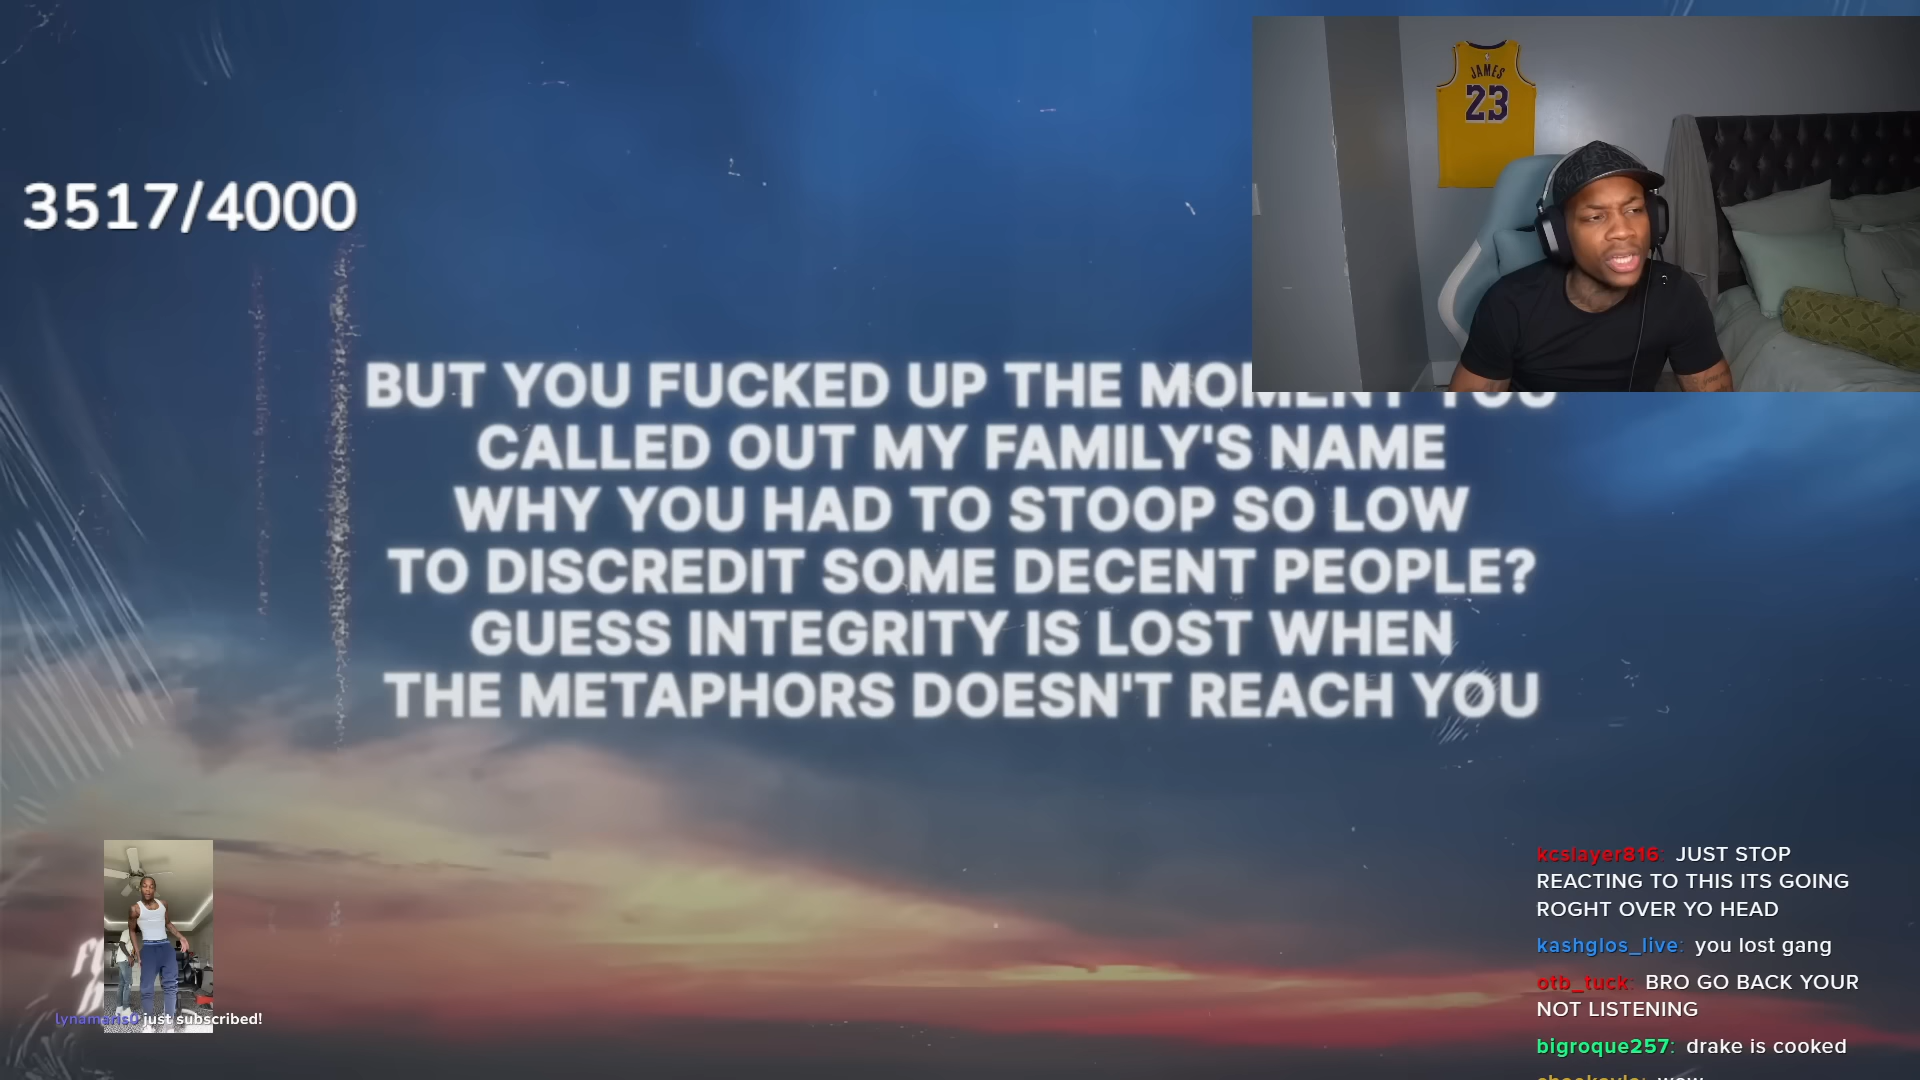 JAMES
23
3517/4000
BUT YOU FUCKED UP THE MOMENT YOU
CALLED OUT MY FAMILY'S NAME
WHY YOU HAD TO STOOP SO LOW
TO DISCREDIT SOME DECENT PEOPLE?
GUESS INTEGRITY IS LOST WHEN
THE METAPHORS DOESN'T REACH YOU
kcslayer816: JUST STOP
REACTING TO THIS ITS GOING
ROGHT OVER YO HEAD
kashglos_live: you lost gang
otb_tuck: BRO GO BACK YOUR
NOT LISTENING
bigroque257: drake is cooked
just subscribed!